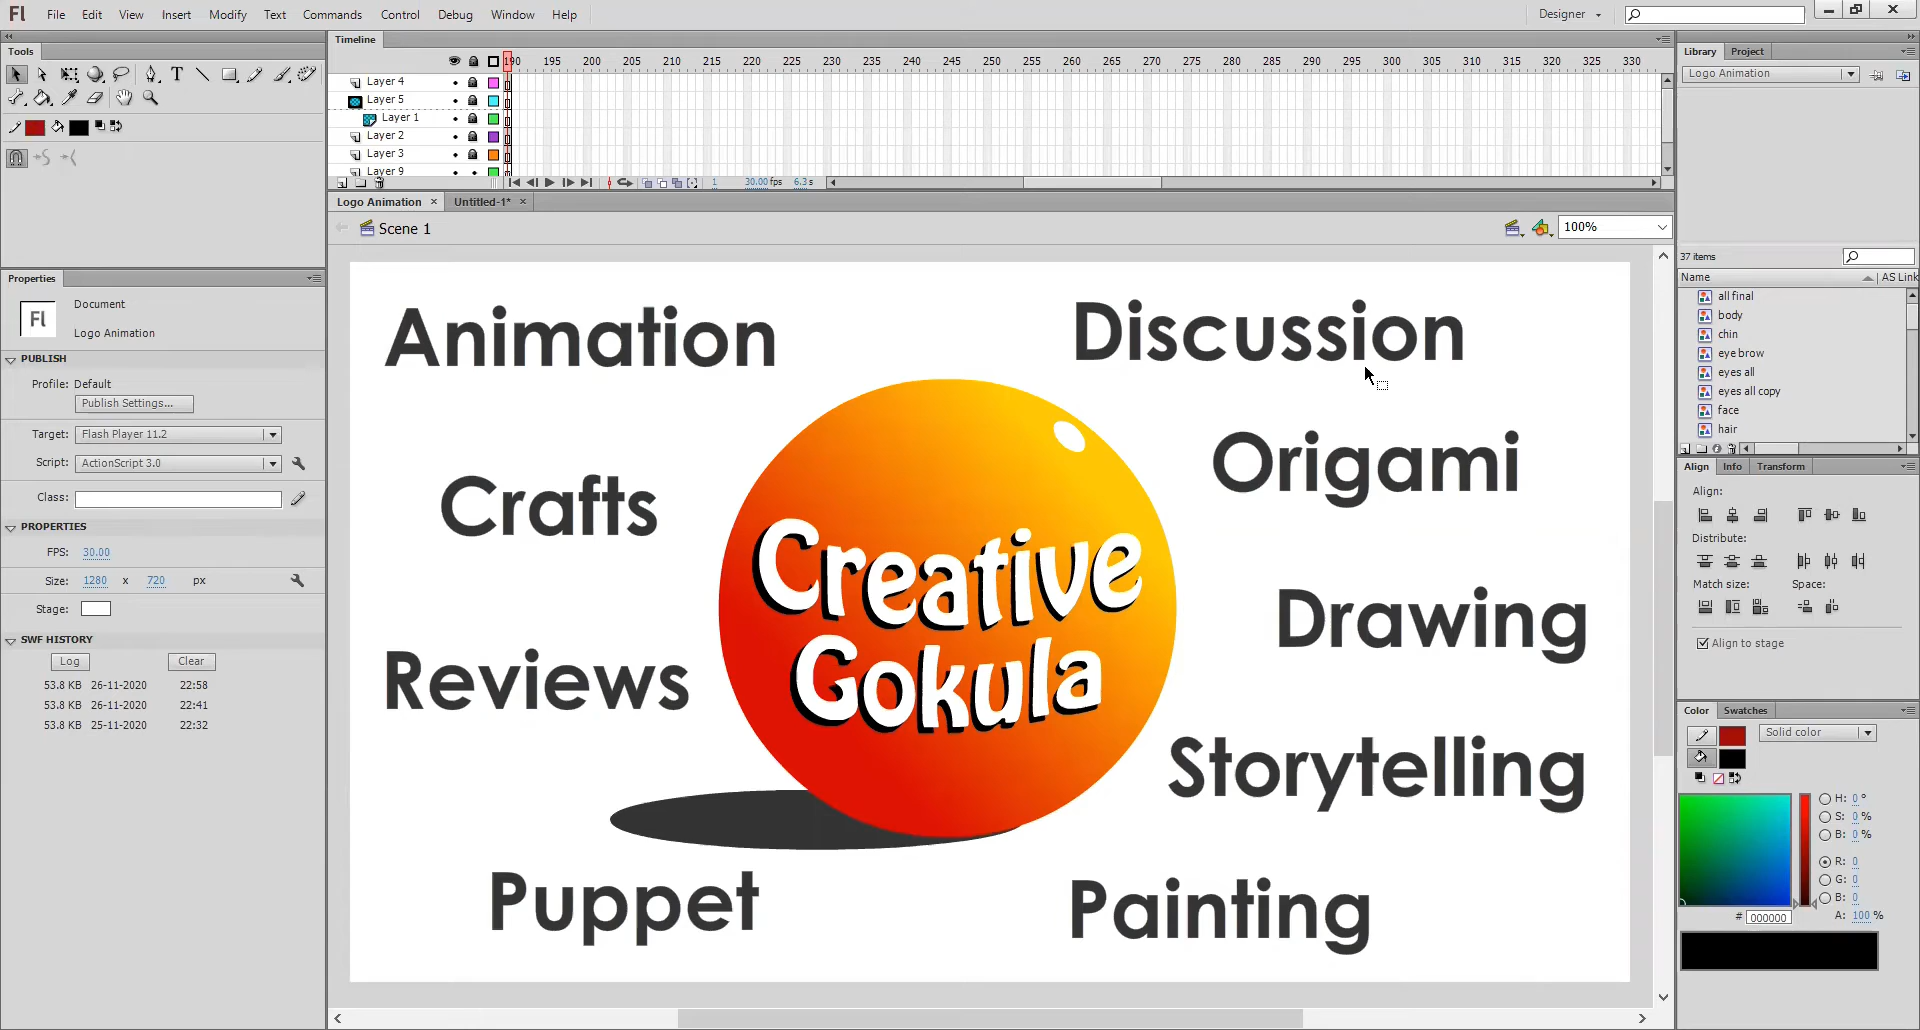 Fl File Edit View Insert Modify Text Commands Control Debug Window Help Designer
Tools
Timeline
190 195 200 205 210 215 220 225 230 235 240 245 250 255 260 265 270 275 280 285 290 295 300 305 310 315 320 325 330
Layer 4
Layer 5
Layer 1
Layer 2
Layer 3
Layer 9
1 30.00 fps 6.3 s
Logo Animation Untitled-1*
Scene 1
100%
Properties
Fl
Document
Logo Animation
PUBLISH
Profile: Default
Publish Settings...
Target: Flash Player 11.2
Script: ActionScript 3.0
Class:
PROPERTIES
FPS: 30.00
Size: 1280 x 720 px
Stage:
SWF HISTORY
Log Clear
53.8 KB 26-11-2020 22:58
53.8 KB 26-11-2020 22:41
53.8 KB 25-11-2020 22:32
Animation
Discussion
Origami
Crafts
Creative
Gokula
Drawing
Reviews
Storytelling
Puppet
Painting
Library Project
Logo Animation
37 items
Name AS Link
all final
body
chin
eye brow
eyes all
eyes all copy
face
hair
Align Info Transform
Align:
Distribute:
Match size: Space:
Align to stage
Color Swatches
Solid color
H: 0 °
S: 0 %
B: 0 %
R: 0
G: 0
B: 0
# 000000 A: 100 %